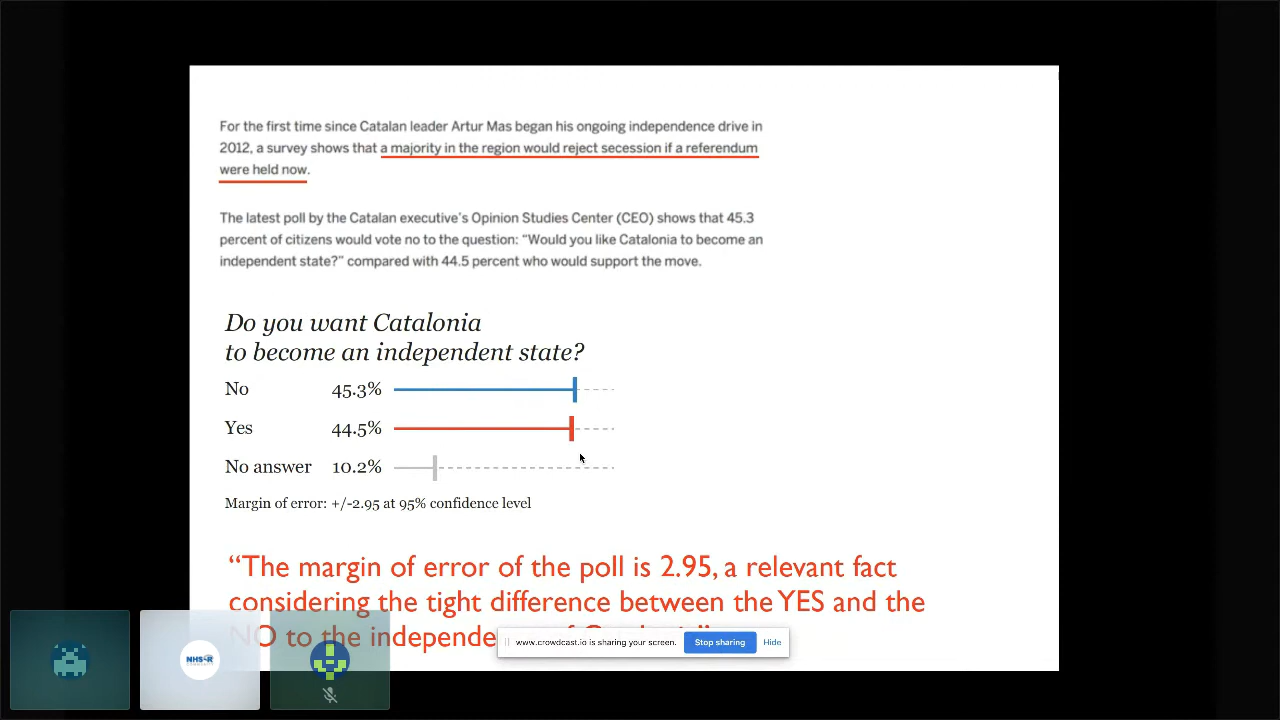 For the first time since Catalan leader Artur Mas began his ongoing independence drive in
2012, a survey shows that a majority in the region would reject secession if a referendum
were held now.
The latest poll by the Catalan executive's Opinion Studies Center (CEO) shows that 45.3
percent of citizens would vote no to the question: “Would you like Catalonia to become an
independent state?” compared with 44.5 percent who would support the move.
Do you want Catalonia
to become an independent state?
No 45.3%
Yes 44.5%
No answer 10.2%
Margin of error: +/-2.95 at 95% confidence level
“The margin of error of the poll is 2.95, a relevant fact
considering the tight difference between the YES and the
NO to the
www.crowdcast.io is sharing your screen. Stop sharing Hide
NHS-R